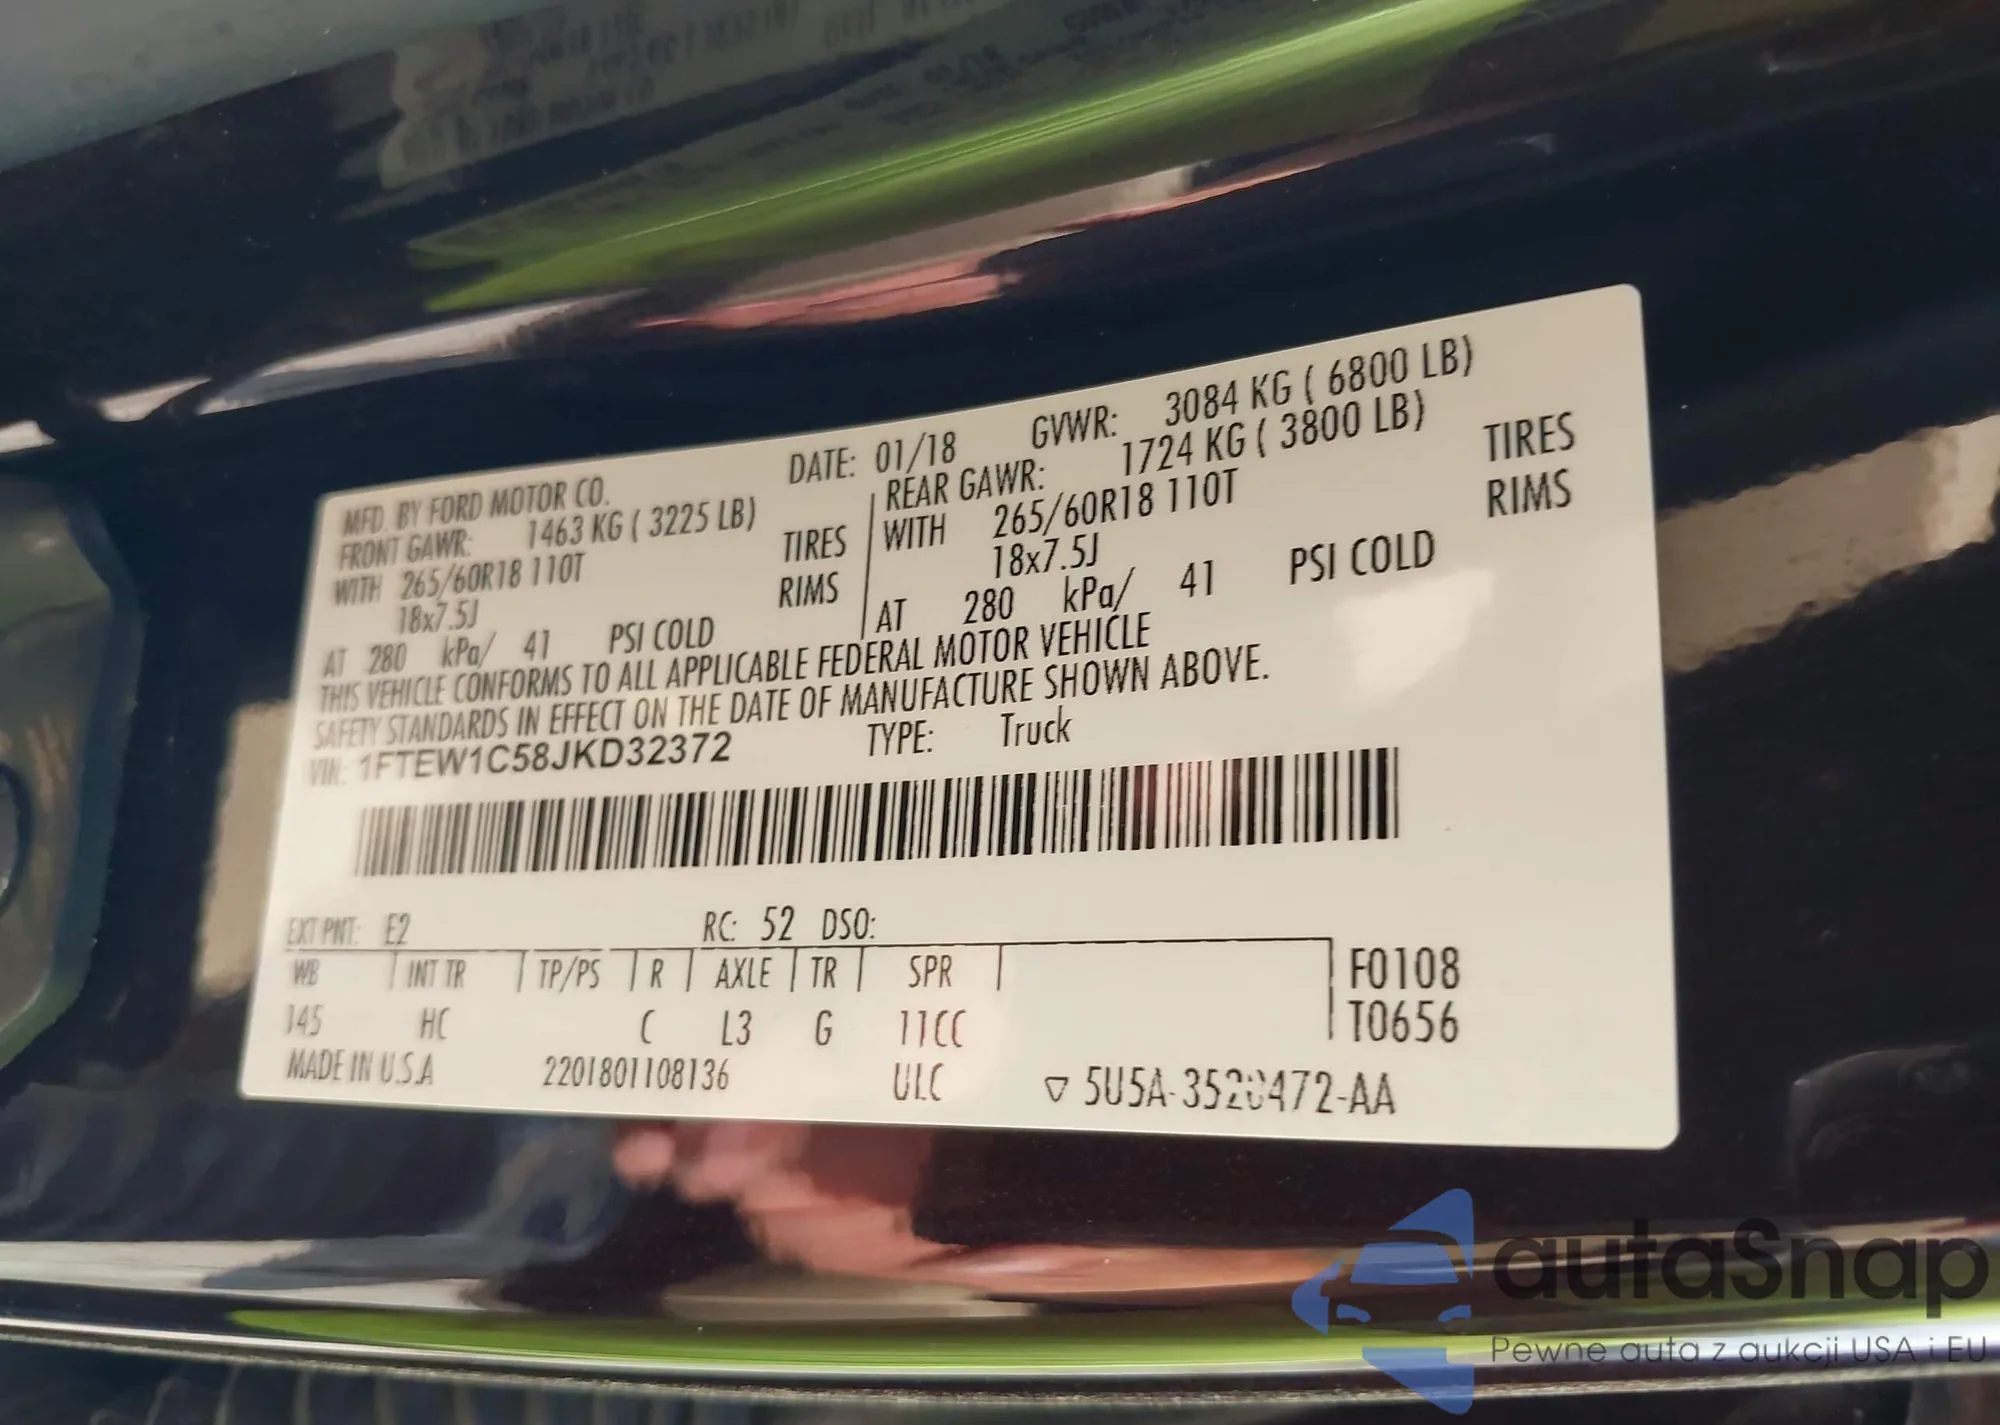 MFD. BY FORD MOTOR CO. DATE: 01/18 GVWR: 3084 KG ( 6800 LB)
FRONT GAWR: 1463 KG ( 3225 LB) REAR GAWR: 1724 KG ( 3800 LB)
WITH 265/60R18 110T TIRES WITH 265/60R18 110T TIRES
18x7.5J RIMS 18x7.5J RIMS
AT 280 kPa/ 41 PSI COLD AT 280 kPa/ 41 PSI COLD
THIS VEHICLE CONFORMS TO ALL APPLICABLE FEDERAL MOTOR VEHICLE
SAFETY STANDARDS IN EFFECT ON THE DATE OF MANUFACTURE SHOWN ABOVE.
VIN: 1FTEW1C58JKD32372 TYPE: Truck
EXT PNT: E2 RC: 52 DSO:
WB INT TR TP/PS R AXLE TR SPR F0108
145 HC C L3 G 11CC T0656
MADE IN U.S.A 2201801108136 ULC ▽ 5U5A-3520472-AA
autaSnap
Pewne auta z aukcji USA i EU